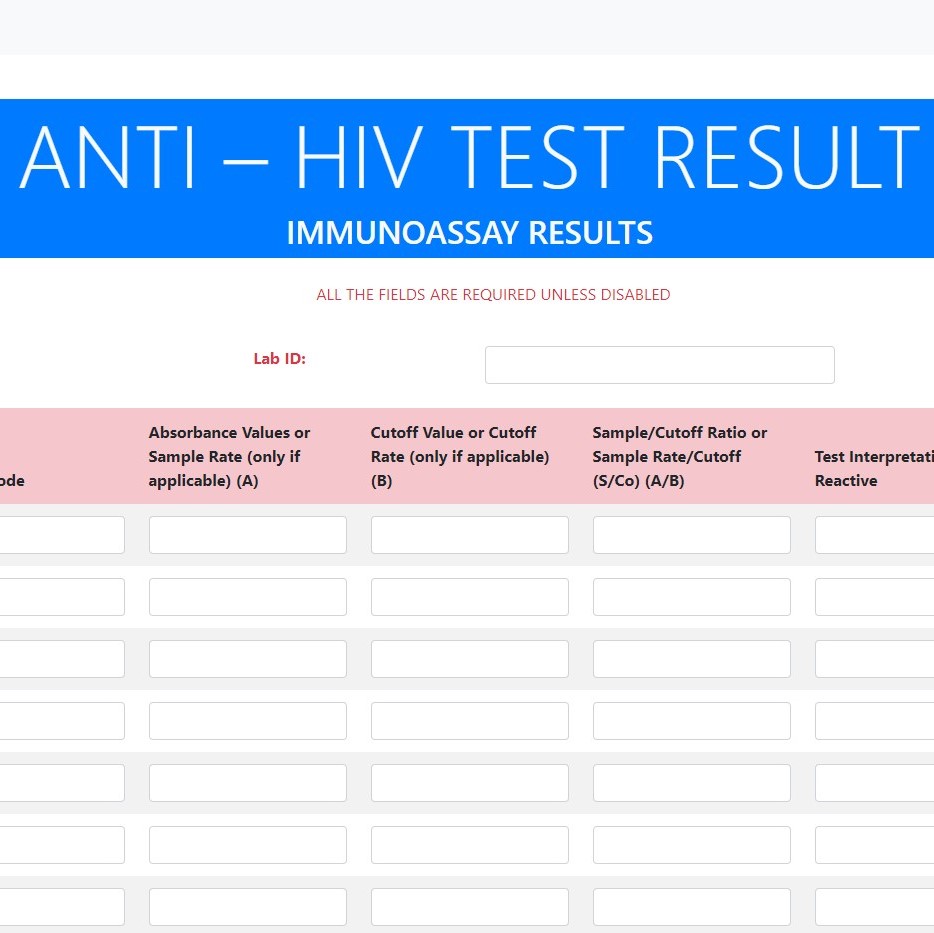 ANTI – HIV TEST RESULT
IMMUNOASSAY RESULTS
ALL THE FIELDS ARE REQUIRED UNLESS DISABLED
Lab ID:
ode
Absorbance Values or
Sample Rate (only if
applicable) (A)
Cutoff Value or Cutoff
Rate (only if applicable)
(B)
Sample/Cutoff Ratio or
Sample Rate/Cutoff
(S/Co) (A/B)
Test Interpretati
Reactive